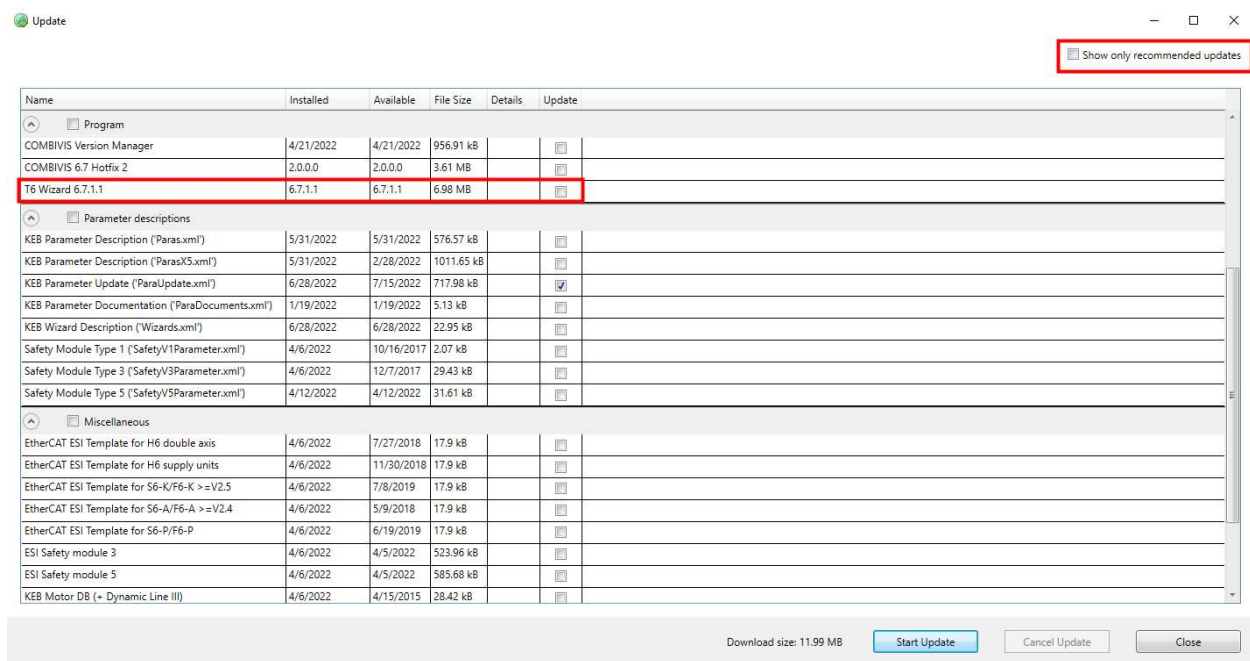 Update
Show only recommended updates
Name Installed Available File Size Details Update
Program
COMBIVIS Version Manager 4/21/2022 4/21/2022 956.91 kB
COMBIVIS 6.7 Hotfix 2 2.0.0.0 2.0.0.0 3.61 MB
T6 Wizard 6.7.1.1 6.7.1.1 6.7.1.1 6.98 MB
Parameter descriptions
KEB Parameter Description ('Paras.xml') 5/31/2022 5/31/2022 576.57 kB
KEB Parameter Description ('ParasX5.xml') 5/31/2022 2/28/2022 1011.65 kB
KEB Parameter Update ('ParaUpdate.xml') 6/28/2022 7/15/2022 717.98 kB
KEB Parameter Documentation ('ParaDocuments.xml') 1/19/2022 1/19/2022 5.13 kB
KEB Wizard Description ('Wizards.xml') 6/28/2022 6/28/2022 22.95 kB
Safety Module Type 1 ('SafetyV1Parameter.xml') 4/6/2022 10/16/2017 2.07 kB
Safety Module Type 3 ('SafetyV3Parameter.xml') 4/6/2022 12/7/2017 29.43 kB
Safety Module Type 5 ('SafetyV5Parameter.xml') 4/12/2022 4/12/2022 31.61 kB
Miscellaneous
EtherCAT ESI Template for H6 double axis 4/6/2022 7/27/2018 17.9 kB
EtherCAT ESI Template for H6 supply units 4/6/2022 11/30/2018 17.9 kB
EtherCAT ESI Template for S6-K/F6-K >=V2.5 4/6/2022 7/8/2019 17.9 kB
EtherCAT ESI Template for S6-A/F6-A >=V2.4 4/6/2022 5/9/2018 17.9 kB
EtherCAT ESI Template for S6-P/F6-P 4/6/2022 6/19/2019 17.9 kB
ESI Safety module 3 4/6/2022 4/5/2022 523.96 kB
ESI Safety module 5 4/6/2022 4/5/2022 585.68 kB
KEB Motor DB (+ Dynamic Line III) 4/6/2022 4/15/2015 28.42 kB
Download size: 11.99 MB Start Update Cancel Update Close